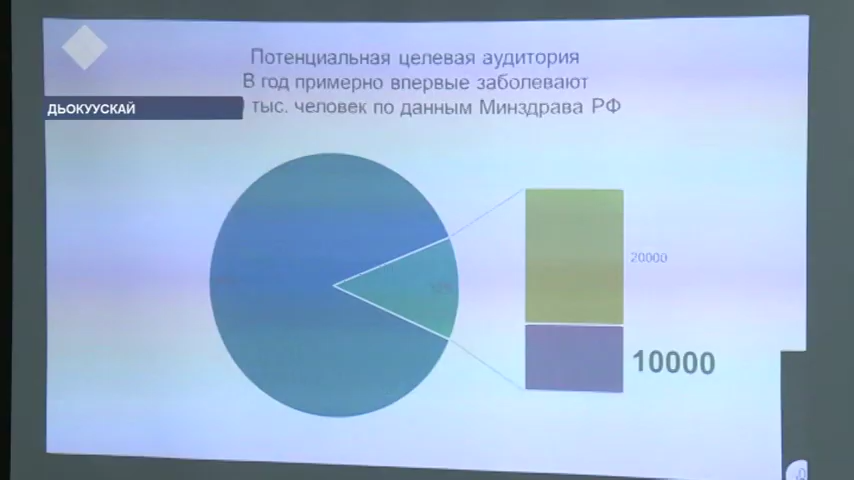 Потенциальная целевая аудитория
В год примерно впервые заболевают
тыс. человек по данным Минздрава РФ
ДЬОКУУСКАЙ
20000
10000